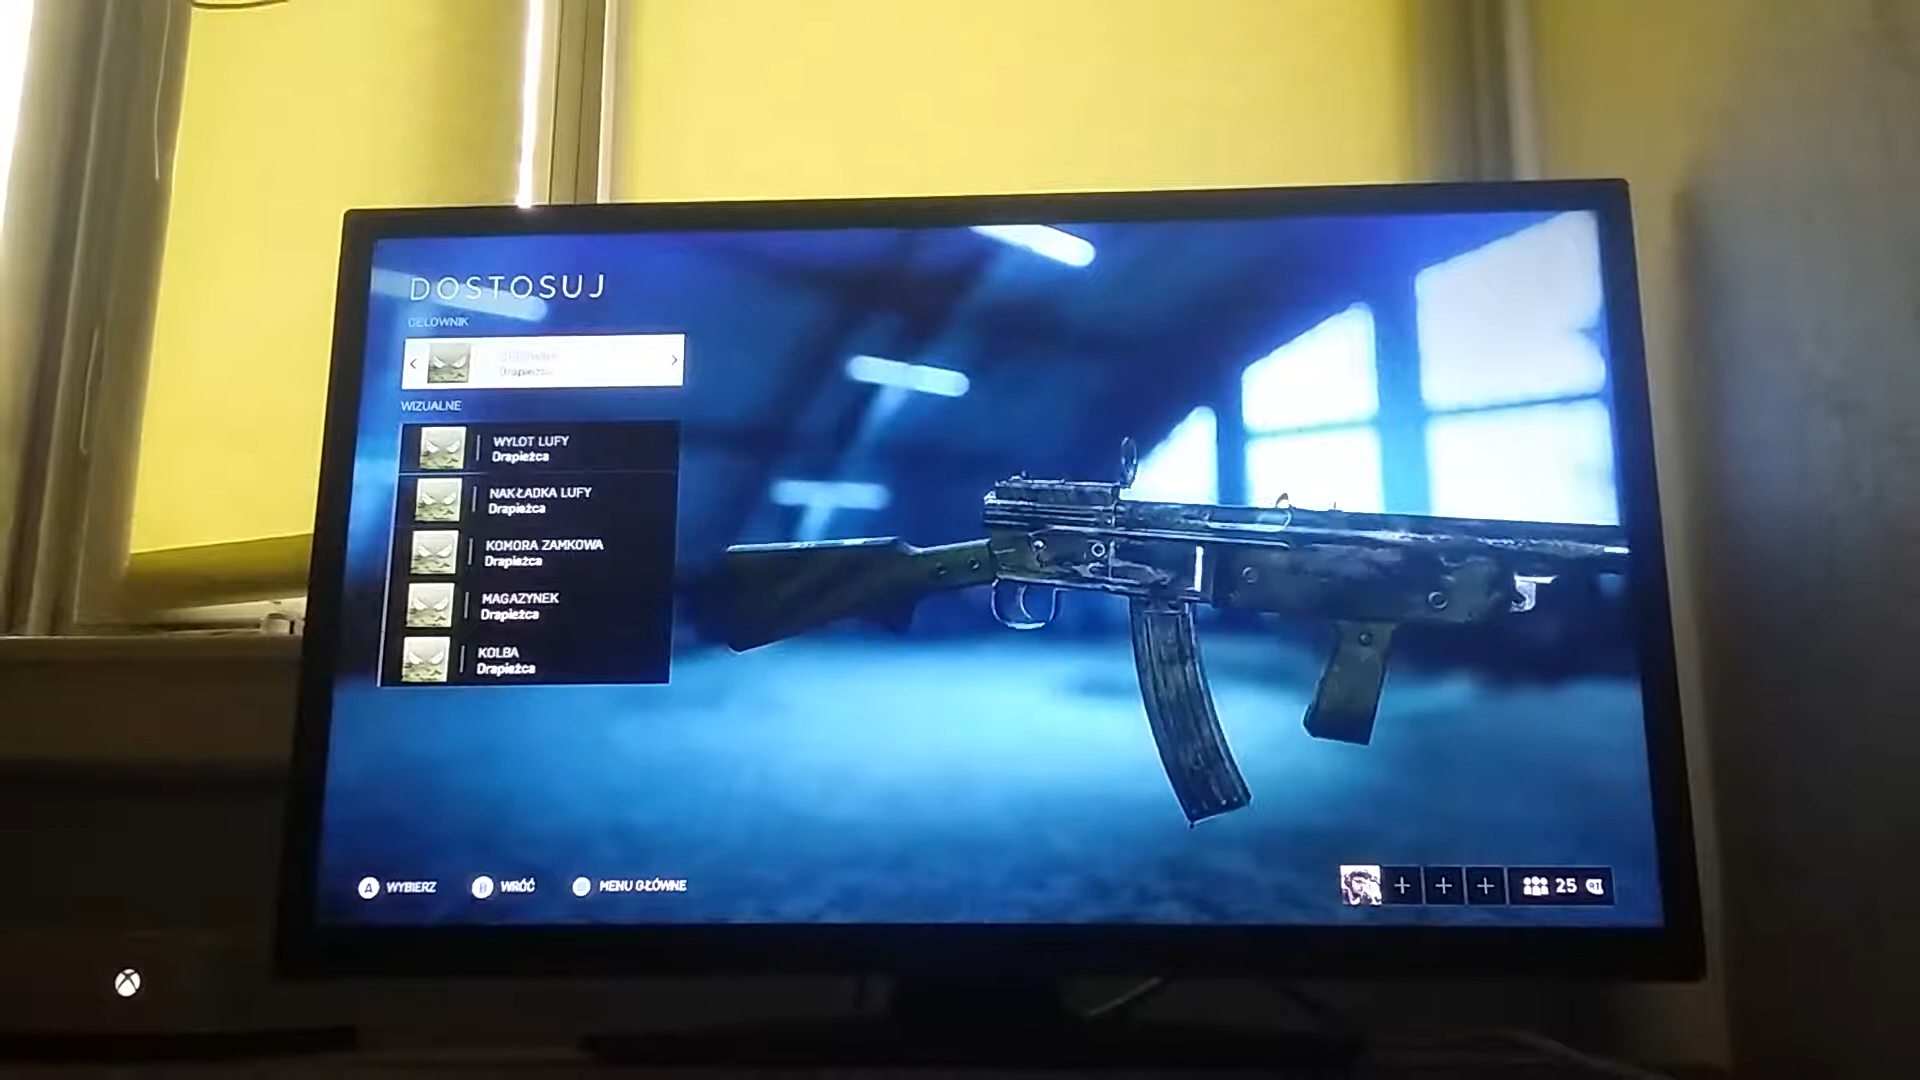 DOSTOSUJ
CELOWNIK
Drapieżca
WIZUALNE
WYLOT LUFY
Drapieżca
NAKŁADKA LUFY
Drapieżca
KOMORA ZAMKOWA
Drapieżca
MAGAZYNEK
Drapieżca
KOLBA
Drapieżca
A WYBIERZ B WRÓĆ MENU GŁÓWNE
+ + + 25